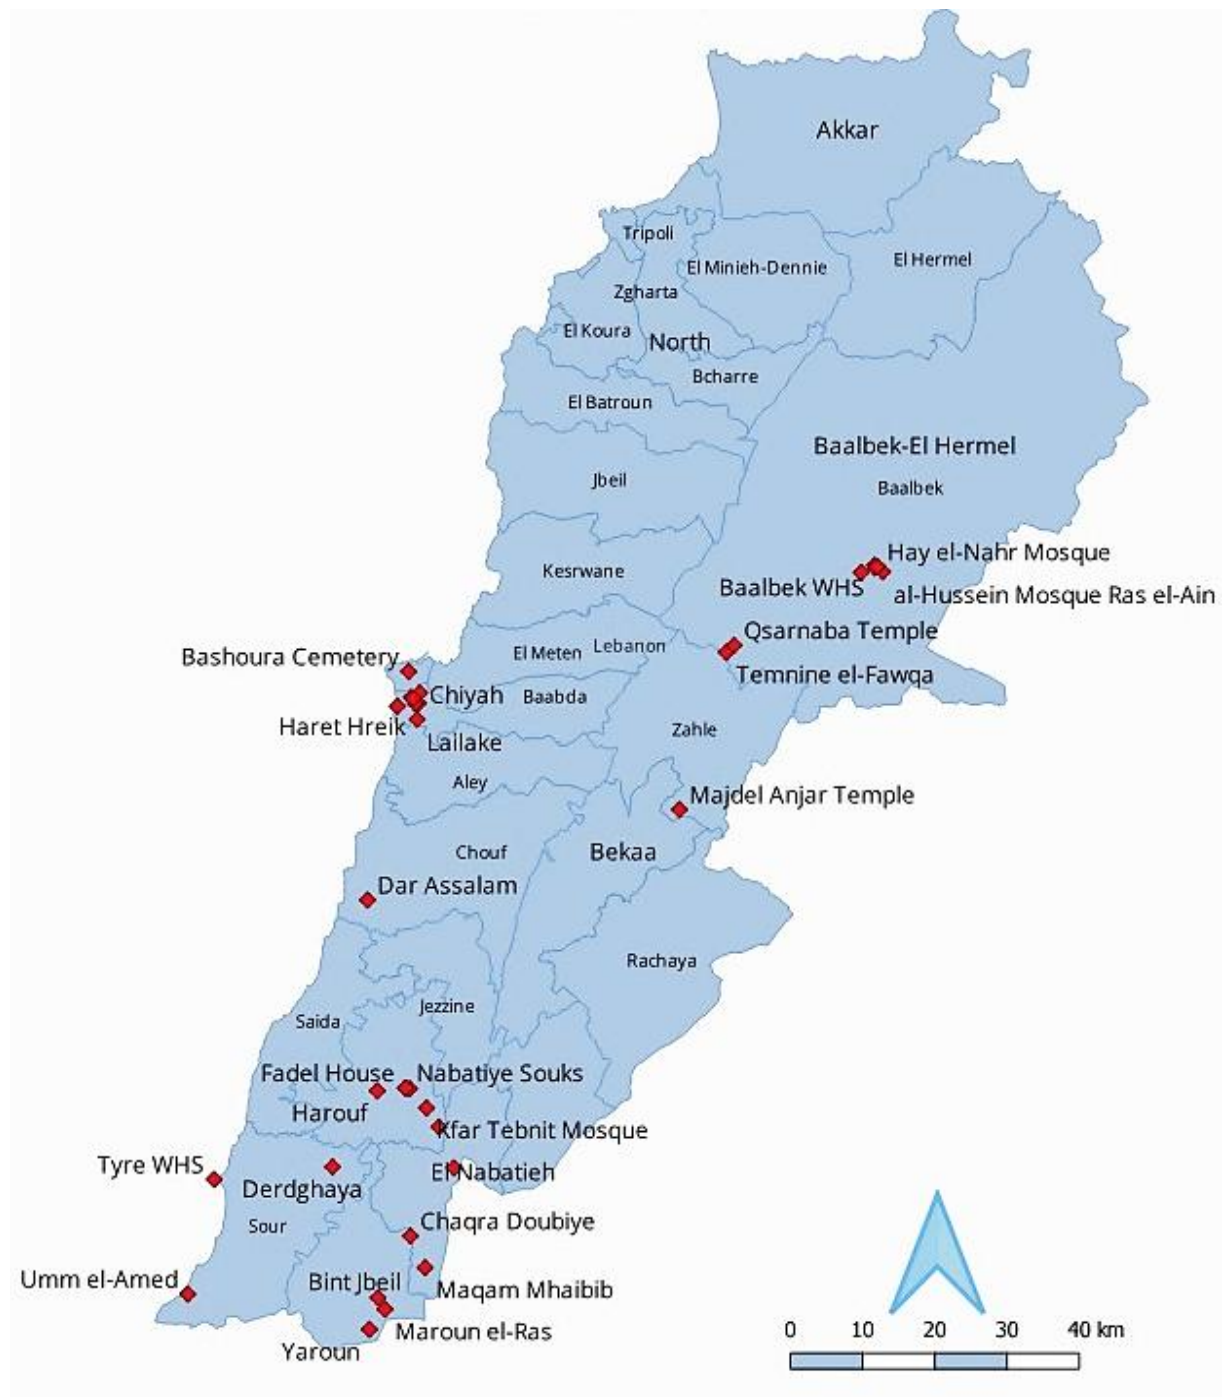 Akkar
Tripoli
El Minieh-Dennie
El Hermel
Zgharta
El Koura
North
Bcharre
El Batroun
Baalbek-El Hermel
Jbeil
Baalbek
Hay el-Nahr Mosque
Kesrwane
Baalbek WHS
al-Hussein Mosque Ras el-Ain
Qsarnaba Temple
El Meten
Lebanon
Bashoura Cemetery
Temnine el-Fawqa
Chiyah
Baabda
Haret Hreik
Zahle
Lailake
Aley
Majdel Anjar Temple
Chouf
Bekaa
Dar Assalam
Rachaya
Jezzine
Saida
Fadel House
Nabatiye Souks
Harouf
Kfar Tebnit Mosque
Tyre WHS
El Nabatieh
Derdghaya
Chaqra Doubiye
Sour
Umm el-Amed
Bint Jbeil
Maqam Mhaibib
Maroun el-Ras
Yaroun
0 10 20 30 40 km